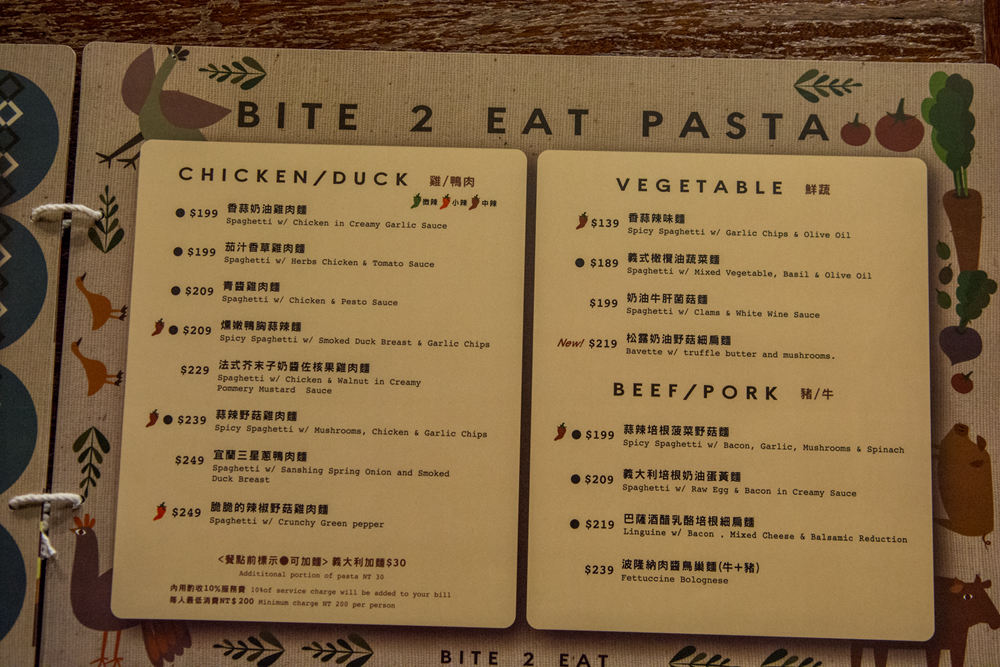 BITE 2 EAT PASTA
CHICKEN/DUCK 雞/鴨肉
微辣 小辣 中辣
$199 香蒜奶油雞肉麵
Spaghetti w/ Chicken in Creamy Garlic Sauce
$199 茄汁香草雞肉麵
Spaghetti w/ Herbs Chicken & Tomato Sauce
$209 青醬雞肉麵
Spaghetti w/ Chicken & Pesto Sauce
$209 燻嫩鴨胸蒜辣麵
Spicy Spaghetti w/ Smoked Duck Breast & Garlic Chips
$229 法式芥末子奶醬佐核果雞肉麵
Spaghetti w/ Chicken & Walnut in Creamy
Pommery Mustard Sauce
$239 蒜辣野菇雞肉麵
Spicy Spaghetti w/ Mushrooms, Chicken & Garlic Chips
$249 宜蘭三星蔥鴨肉麵
Spaghetti w/ Sanshing Spring Onion and Smoked
Duck Breast
$249 脆脆的辣椒野菇雞肉麵
Spaghetti w/ Crunchy Green pepper
<餐點前標示●可加麵> 義大利加麵$30
Additional portion of pasta NT 30
內用酌收10%服務費 10%of service charge will be added to your bill
每人最低消費NT$200 Minimum charge NT 200 per person
VEGETABLE 鮮蔬
$139 香蒜辣味麵
Spicy Spaghetti w/ Garlic Chips & Olive Oil
$189 義式橄欖油蔬菜麵
Spaghetti w/ Mixed Vegetable, Basil & Olive Oil
$199 奶油牛肝菌菇麵
Spaghetti w/ Clams & White Wine Sauce
New! $219 松露奶油野菇細扁麵
Bavette w/ truffle butter and mushrooms.
BEEF/PORK 豬/牛
$199 蒜辣培根菠菜野菇麵
Spicy Spaghetti w/ Bacon, Garlic, Mushrooms & Spinach
$209 義大利培根奶油蛋黃麵
Spaghetti w/ Raw Egg & Bacon in Creamy Sauce
$219 巴薩酒醋乳酪培根細扁麵
Linguine w/ Bacon . Mixed Cheese & Balsamic Reduction
$239 波隆納肉醬鳥巢麵(牛+豬)
Fettuccine Bolognese
BITE 2 EAT